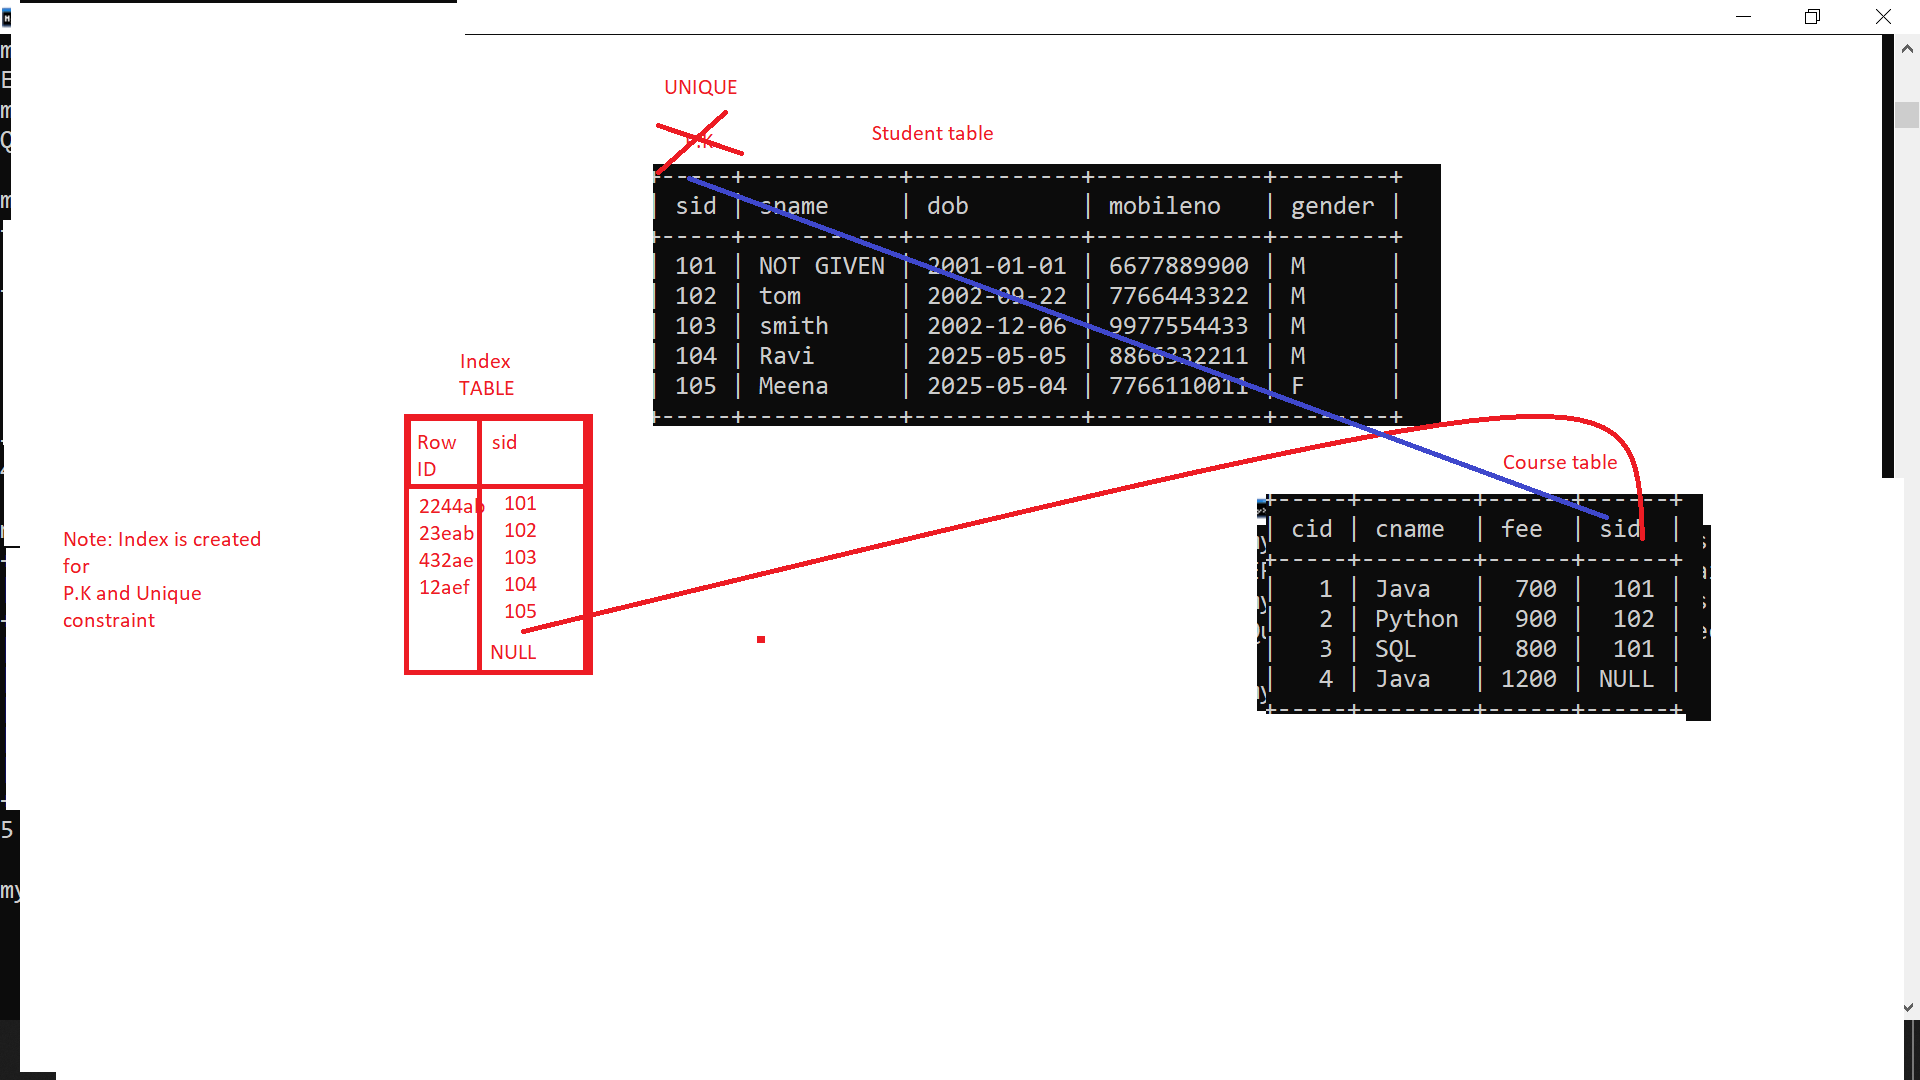 UNIQUE
P.K
Student table
+-----+-----------+------------+------------+--------+
| sid | sname | dob | mobileno | gender |
+-----+-----------+------------+------------+--------+
| 101 | NOT GIVEN | 2001-01-01 | 6677889900 | M |
| 102 | tom | 2002-09-22 | 7766443322 | M |
| 103 | smith | 2002-12-06 | 9977554433 | M |
| 104 | Ravi | 2025-05-05 | 8866332211 | M |
| 105 | Meena | 2025-05-04 | 7766110011 | F |
+-----+-----------+------------+------------+--------+
Index
TABLE
Row
ID
sid
2244ab
23eab
432ae
12aef
101
102
103
104
105
NULL
Note: Index is created
for
P.K and Unique
constraint
Course table
+-----+--------+------+------+
| cid | cname | fee | sid |
+-----+--------+------+------+
| 1 | Java | 700 | 101 |
| 2 | Python | 900 | 102 |
| 3 | SQL | 800 | 101 |
| 4 | Java | 1200 | NULL |
+-----+--------+------+------+
5
my